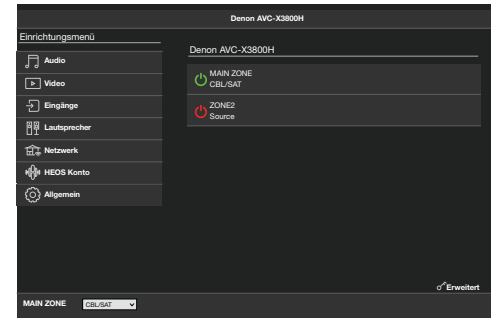 Denon AVC-X3800H
Einrichtungsmenü
Audio
Video
Eingänge
Lautsprecher
Netzwerk
HEOS Konto
Allgemein
Denon AVC-X3800H
MAIN ZONE
CBL/SAT
ZONE2
Source
Erweitert
MAIN ZONE CBL/SAT